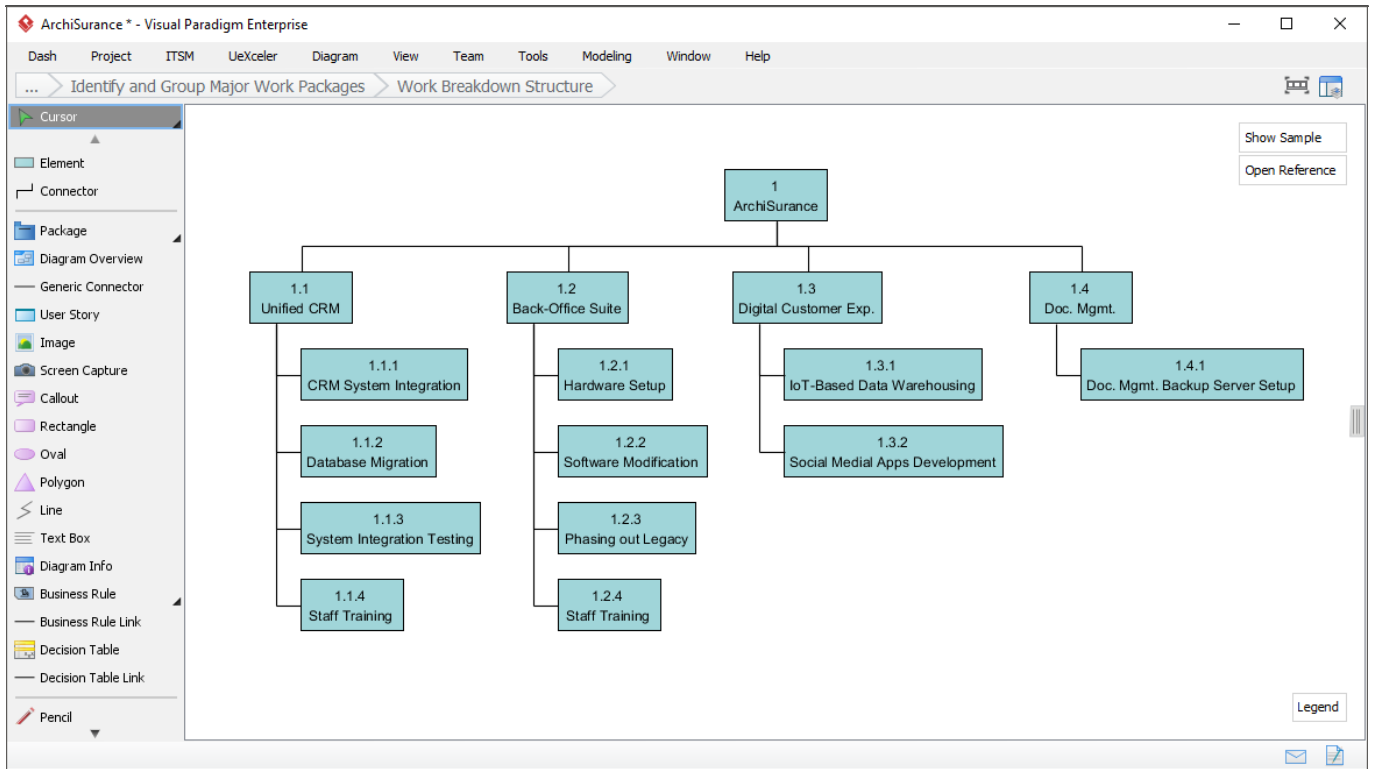 ArchiSurance * - Visual Paradigm Enterprise
Dash Project ITSM UeXceler Diagram View Team Tools Modeling Window Help
... Identify and Group Major Work Packages Work Breakdown Structure
Cursor
Element
Connector
Package
Diagram Overview
Generic Connector
User Story
Image
Screen Capture
Callout
Rectangle
Oval
Polygon
Line
Text Box
Diagram Info
Business Rule
Business Rule Link
Decision Table
Decision Table Link
Pencil
Show Sample
Open Reference
1
ArchiSurance
1.1
Unified CRM
1.1.1
CRM System Integration
1.1.2
Database Migration
1.1.3
System Integration Testing
1.1.4
Staff Training
1.2
Back-Office Suite
1.2.1
Hardware Setup
1.2.2
Software Modification
1.2.3
Phasing out Legacy
1.2.4
Staff Training
1.3
Digital Customer Exp.
1.3.1
IoT-Based Data Warehousing
1.3.2
Social Medial Apps Development
1.4
Doc. Mgmt.
1.4.1
Doc. Mgmt. Backup Server Setup
Legend